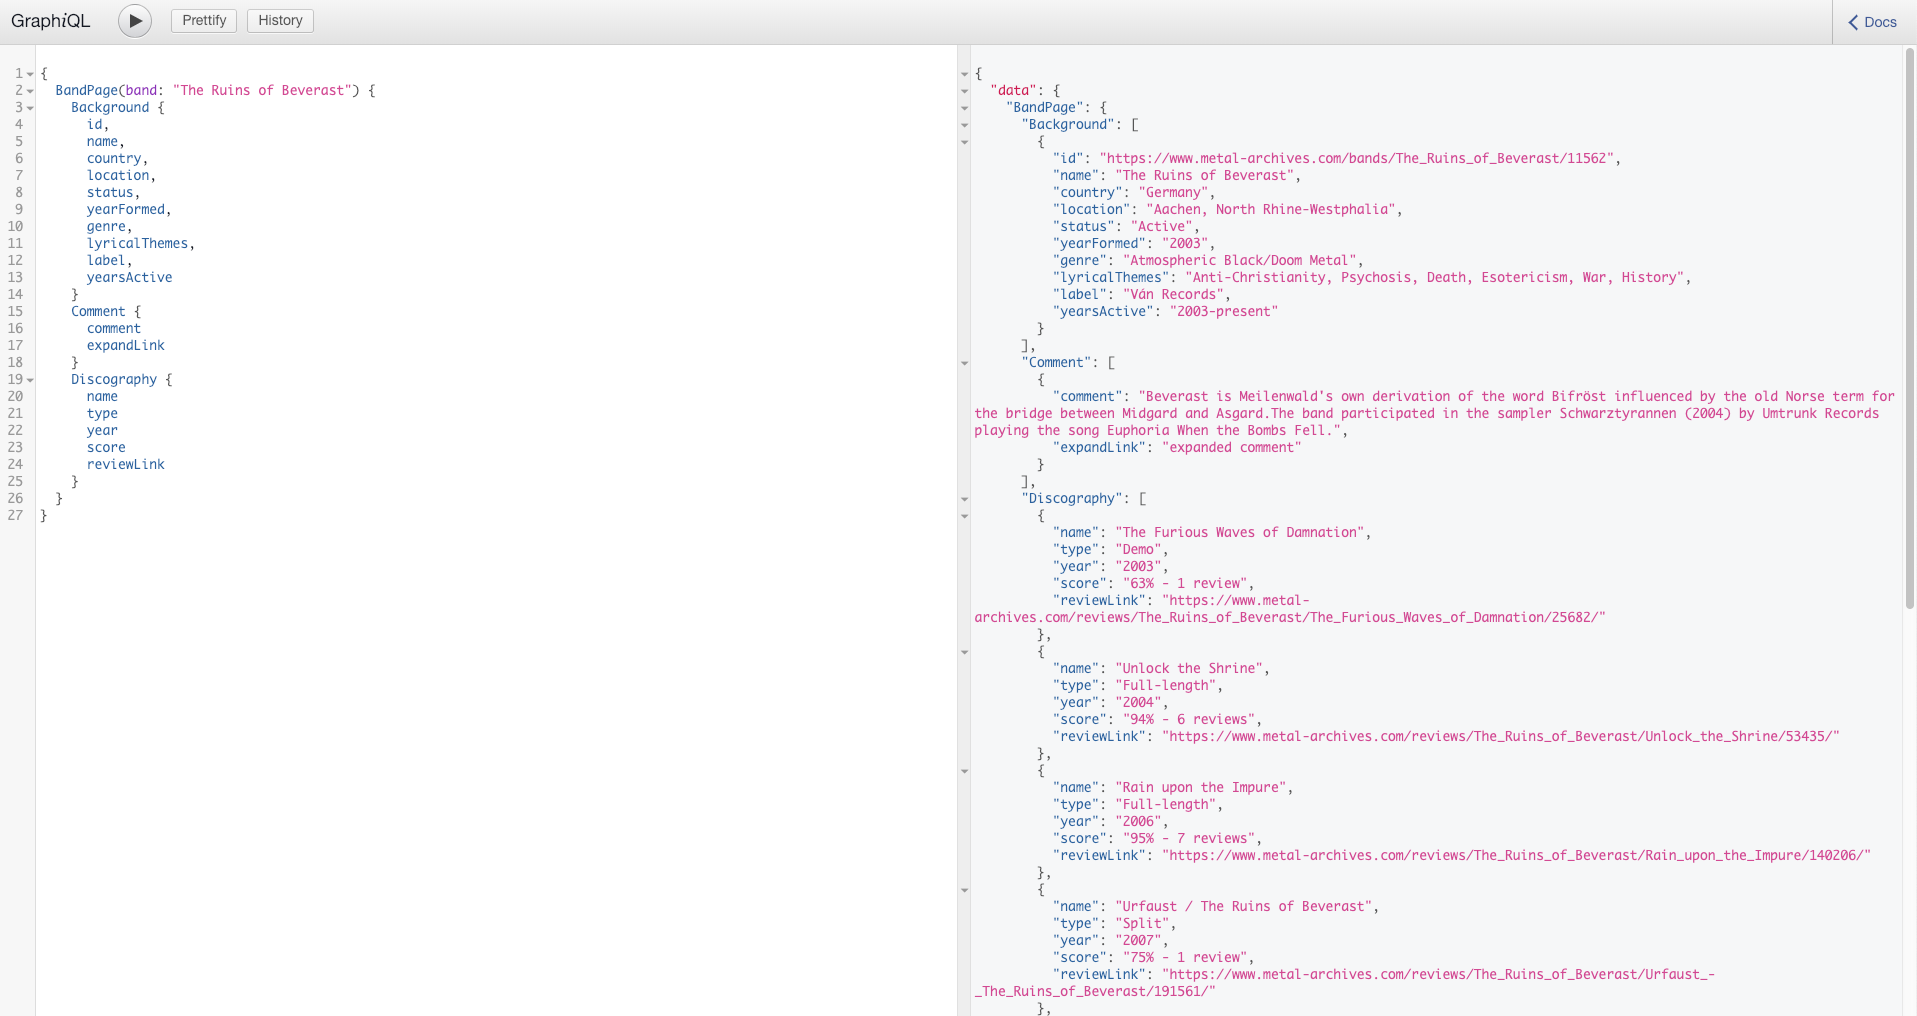 GraphiQL
Prettify
History
Docs
1 {
2 BandPage(band: "The Ruins of Beverast") {
3 Background {
4 id,
5 name,
6 country,
7 location,
8 status,
9 yearFormed,
10 genre,
11 lyricalThemes,
12 label,
13 yearsActive
14 }
15 Comment {
16 comment
17 expandLink
18 }
19 Discography {
20 name
21 type
22 year
23 score
24 reviewLink
25 }
26 }
27 }
{
"data": {
"BandPage": {
"Background": [
{
"id": "https://www.metal-archives.com/bands/The_Ruins_of_Beverast/11562",
"name": "The Ruins of Beverast",
"country": "Germany",
"location": "Aachen, North Rhine-Westphalia",
"status": "Active",
"yearFormed": "2003",
"genre": "Atmospheric Black/Doom Metal",
"lyricalThemes": "Anti-Christianity, Psychosis, Death, Esotericism, War, History",
"label": "Ván Records",
"yearsActive": "2003-present"
}
],
"Comment": [
{
"comment": "Beverast is Meilenwald's own derivation of the word Bifröst influenced by the old Norse term for
the bridge between Midgard and Asgard.The band participated in the sampler Schwarztyrannen (2004) by Umtrunk Records
playing the song Euphoria When the Bombs Fell.",
"expandLink": "expanded comment"
}
],
"Discography": [
{
"name": "The Furious Waves of Damnation",
"type": "Demo",
"year": "2003",
"score": "63% - 1 review",
"reviewLink": "https://www.metal-
archives.com/reviews/The_Ruins_of_Beverast/The_Furious_Waves_of_Damnation/25682/"
},
{
"name": "Unlock the Shrine",
"type": "Full-length",
"year": "2004",
"score": "94% - 6 reviews",
"reviewLink": "https://www.metal-archives.com/reviews/The_Ruins_of_Beverast/Unlock_the_Shrine/53435/"
},
{
"name": "Rain upon the Impure",
"type": "Full-length",
"year": "2006",
"score": "95% - 7 reviews",
"reviewLink": "https://www.metal-archives.com/reviews/The_Ruins_of_Beverast/Rain_upon_the_Impure/140206/"
},
{
"name": "Urfaust / The Ruins of Beverast",
"type": "Split",
"year": "2007",
"score": "75% - 1 review",
"reviewLink": "https://www.metal-archives.com/reviews/The_Ruins_of_Beverast/Urfaust_-
_The_Ruins_of_Beverast/191561/"
},